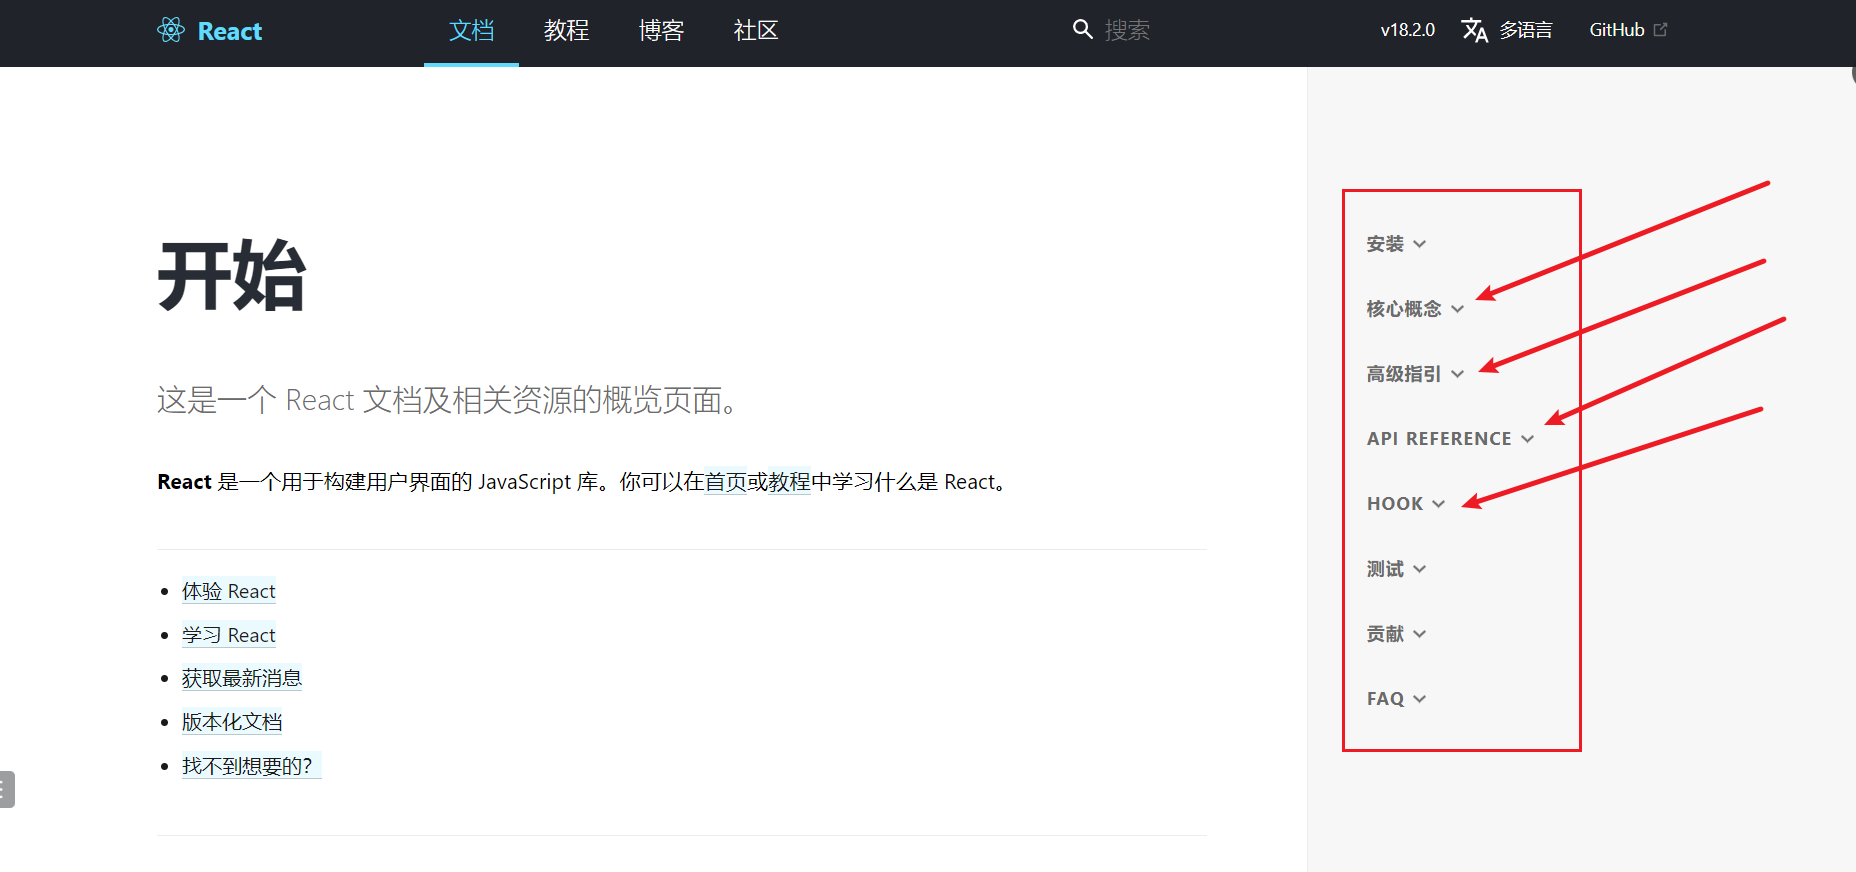 React 文档 教程 博客 社区 搜索 v18.2.0 多语言 GitHub
开始
这是一个 React 文档及相关资源的概览页面。
React 是一个用于构建用户界面的 JavaScript 库。你可以在首页或教程中学习什么是 React。
体验 React
学习 React
获取最新消息
版本化文档
找不到想要的？
安装
核心概念
高级指引
API REFERENCE
HOOK
测试
贡献
FAQ